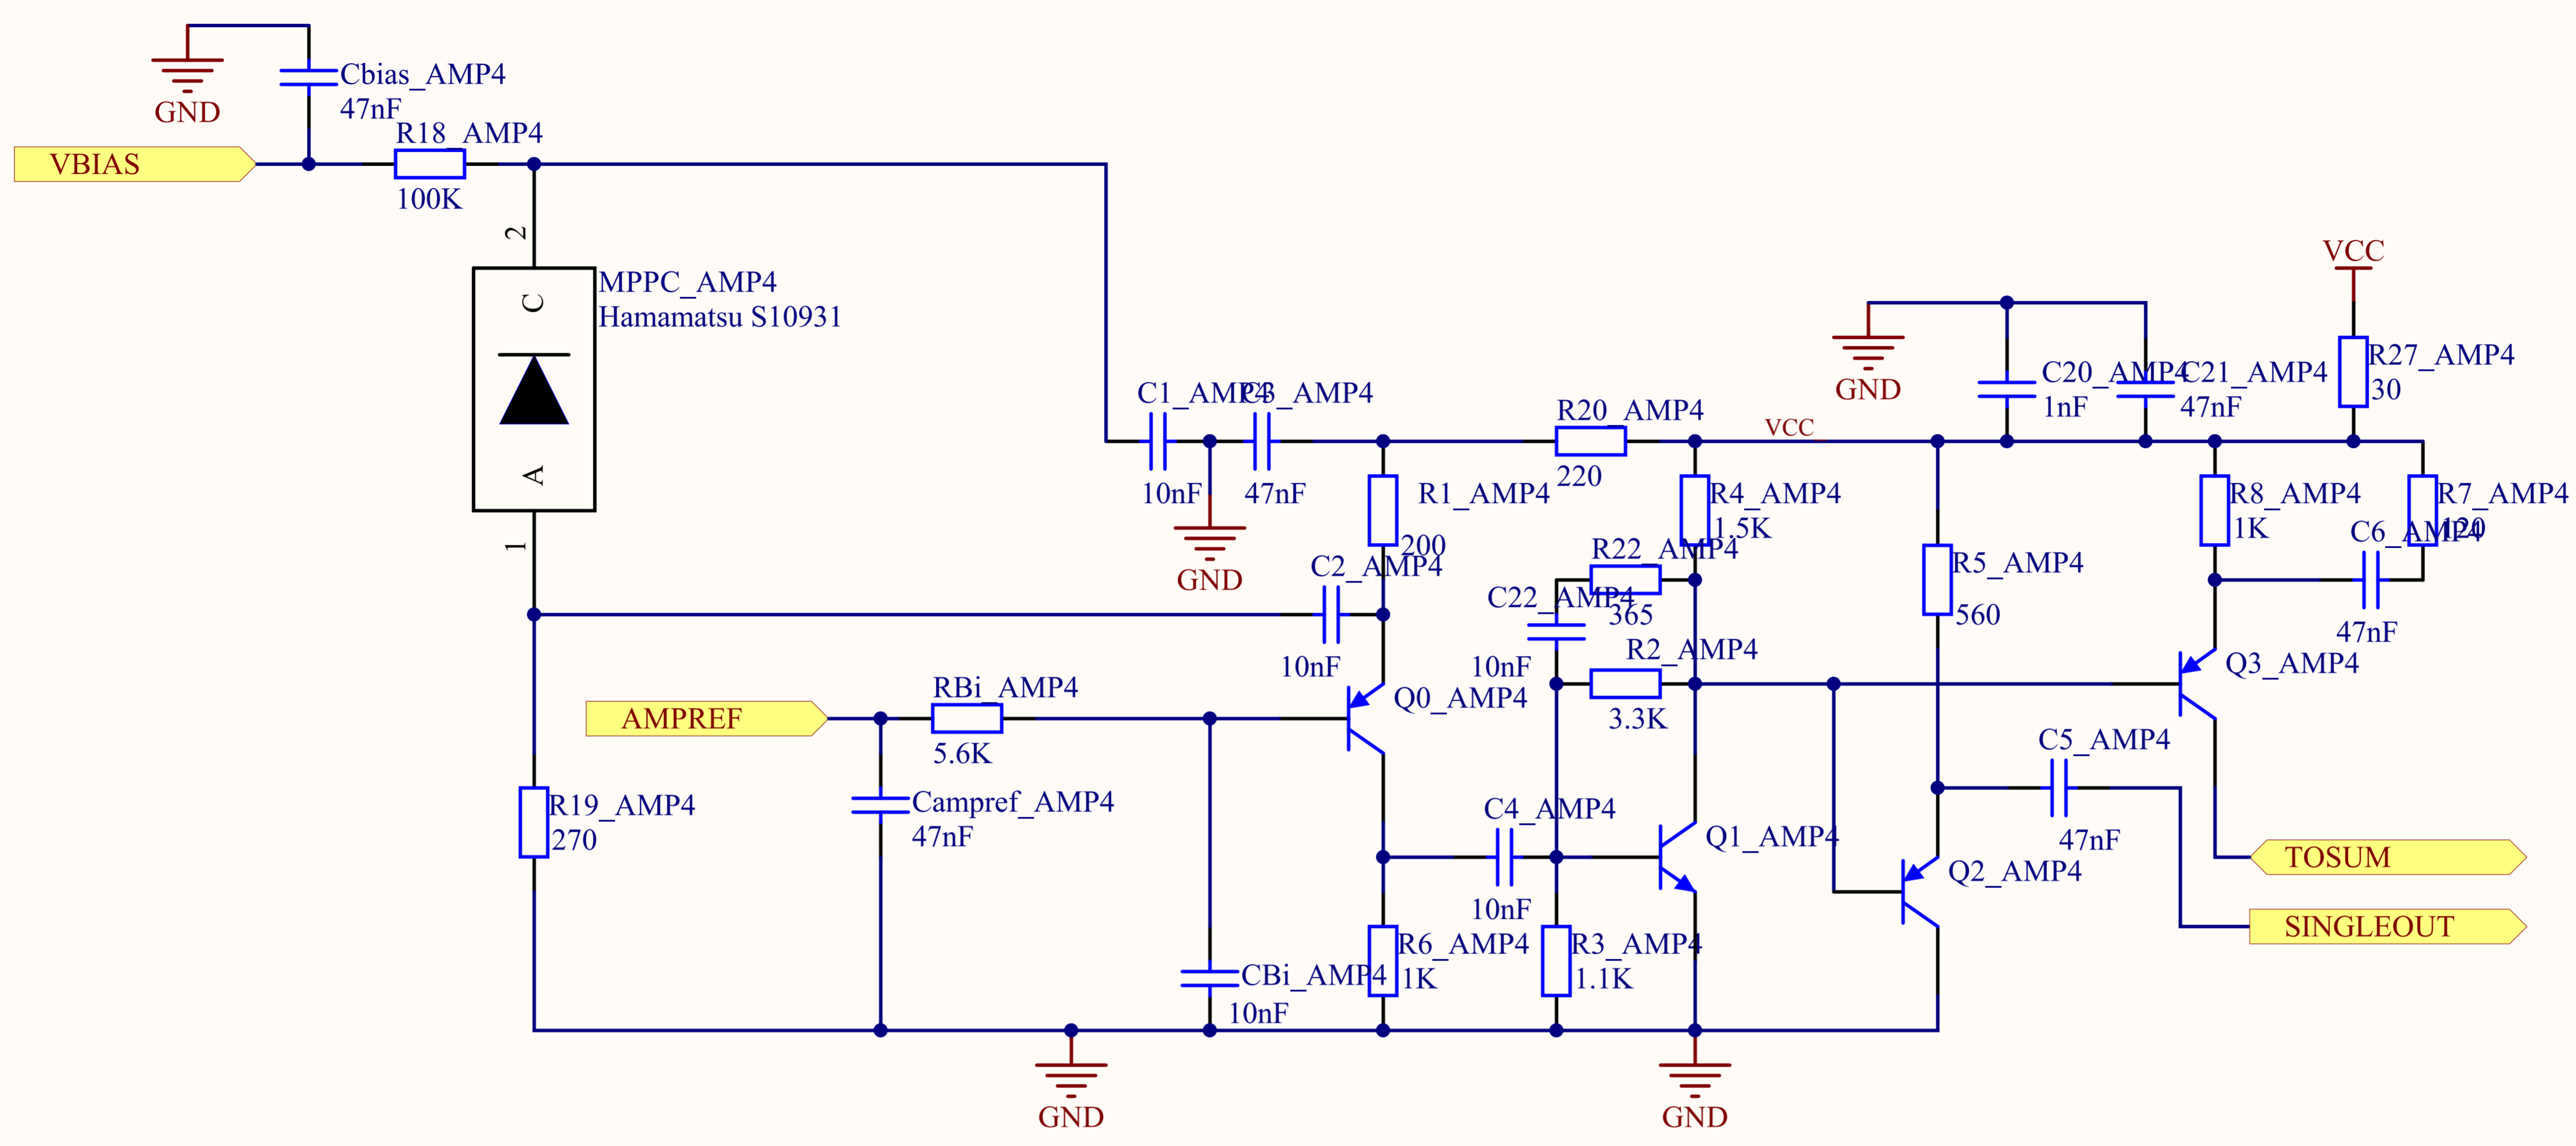 Cbias_AMP4
47nF
GND
R18_AMP4
VBIAS
100K
2
C
MPPC_AMP4
Hamamatsu S10931
A
1
VCC
R27_AMP4
30
GND
C20_AMP4
1nF
C21_AMP4
47nF
C1_AMP4
C3_AMP4
10nF
47nF
GND
R20_AMP4
220
VCC
R1_AMP4
200
R4_AMP4
1.5K
R8_AMP4
1K
R7_AMP4
120
C6_AMP4
47nF
C2_AMP4
10nF
R22_AMP4
365
C22_AMP4
10nF
R2_AMP4
3.3K
R5_AMP4
560
Q3_AMP4
RBi_AMP4
AMPREF
5.6K
Q0_AMP4
C5_AMP4
47nF
R19_AMP4
270
Campref_AMP4
47nF
C4_AMP4
10nF
Q1_AMP4
Q2_AMP4
TOSUM
SINGLEOUT
CBi_AMP4
10nF
R6_AMP4
1K
R3_AMP4
1.1K
GND
GND